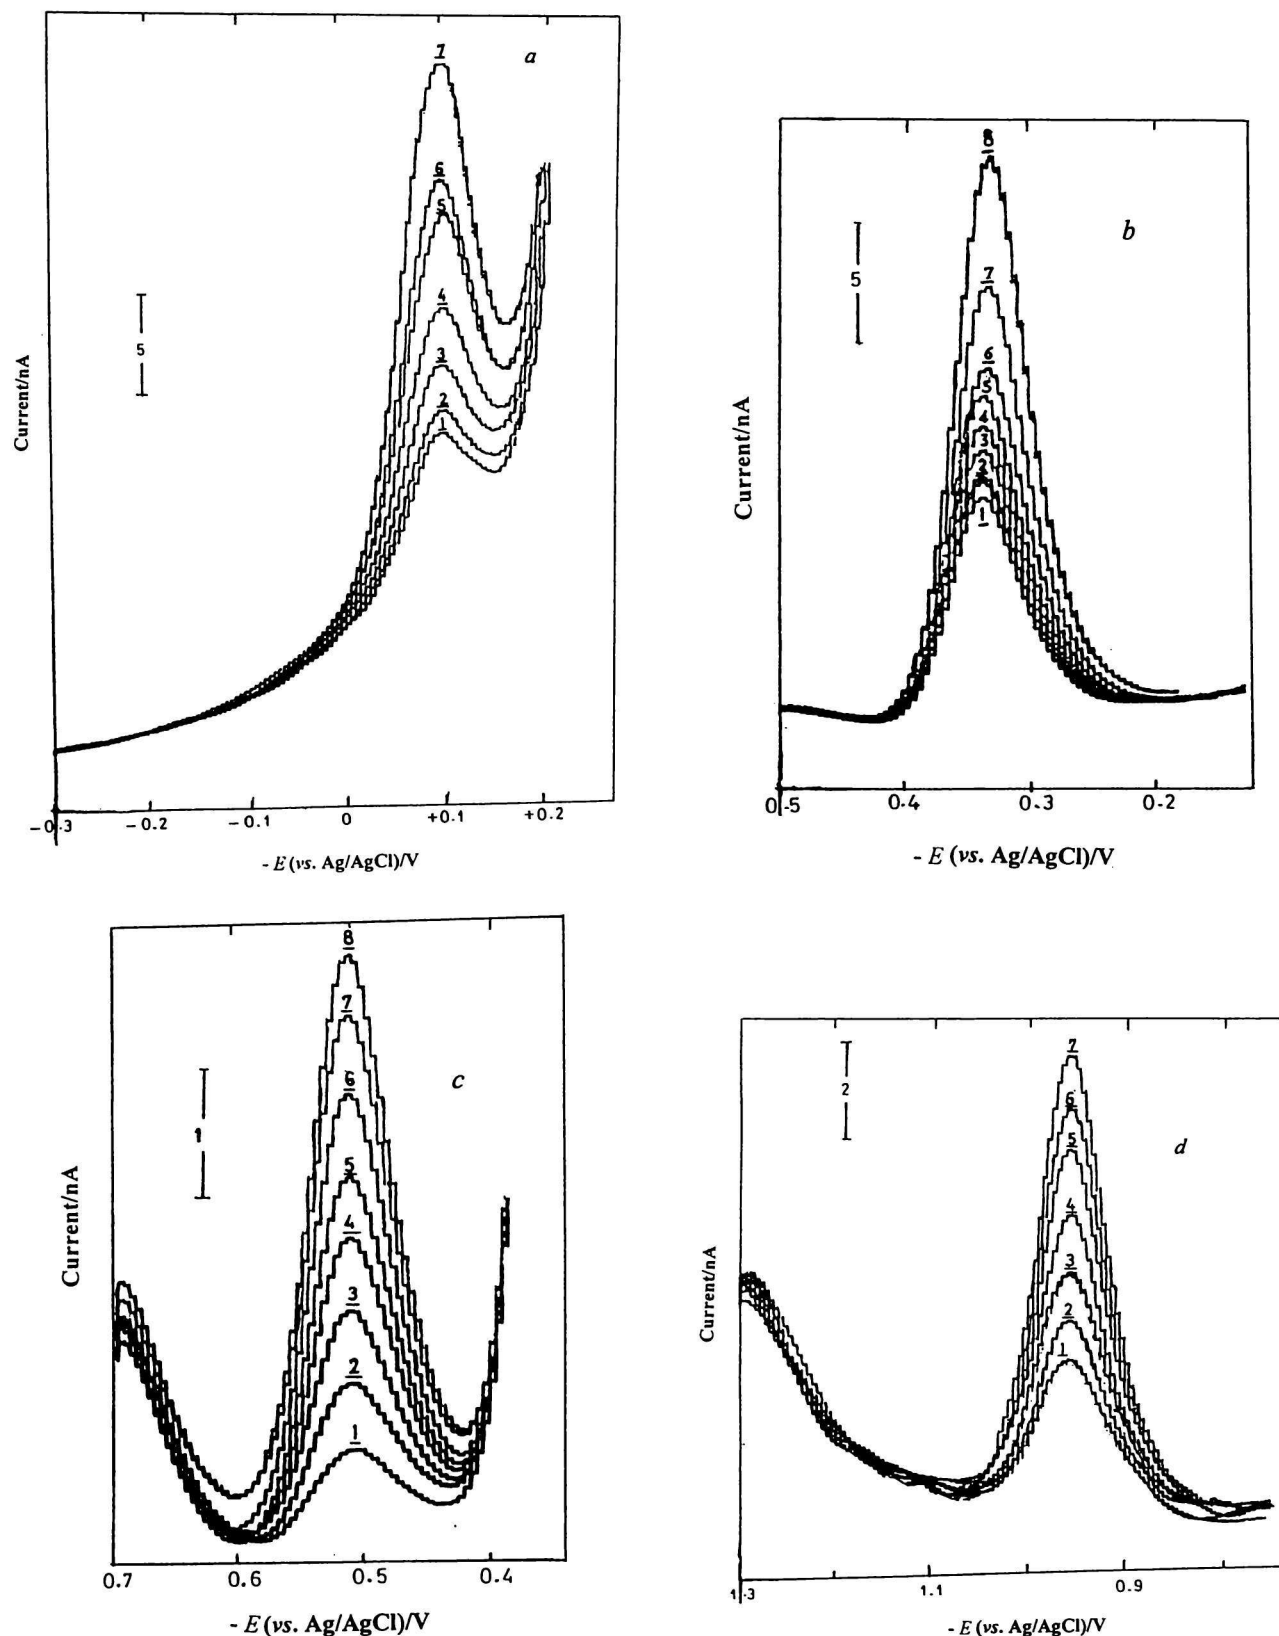 a
7
6
5
4
3
2
1
5
Current/nA
-0.3 -0.2 -0.1 0 +0.1 +0.2
- E (vs. Ag/AgCl)/V
b
8
7
6
5
4
3
2
1
5
Current/nA
0.5 0.4 0.3 0.2
- E (vs. Ag/AgCl)/V
c
8
7
6
5
4
3
2
1
1
Current/nA
0.7 0.6 0.5 0.4
- E (vs. Ag/AgCl)/V
d
7
6
5
4
3
2
1
2
Current/nA
1.3 1.1 0.9
- E (vs. Ag/AgCl)/V